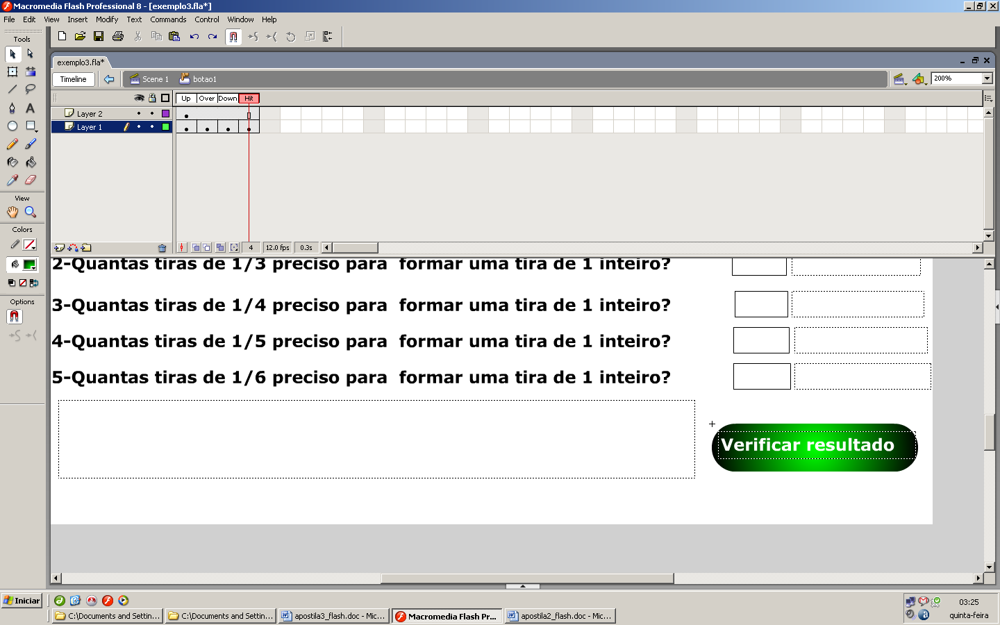 Macromedia Flash Professional 8 - [exemplo3.fla*]
File Edit View Insert Modify Text Commands Control Window Help
Tools
exemplo3.fla*
Timeline Scene 1 botao1 200%
Up Over Down Hit
Layer 2
Layer 1
View
Colors
4 12.0 fps 0.3s
2-Quantas tiras de 1/3 preciso para formar uma tira de 1 inteiro?
Options
3-Quantas tiras de 1/4 preciso para formar uma tira de 1 inteiro?
4-Quantas tiras de 1/5 preciso para formar uma tira de 1 inteiro?
5-Quantas tiras de 1/6 preciso para formar uma tira de 1 inteiro?
Verificar resultado
Iniciar
03:25
C:\Documents and Settin... C:\Documents and Settin... apostila3_flash.doc - Mic... Macromedia Flash Pr... apostila2_flash.doc - Mic...
quinta-feira